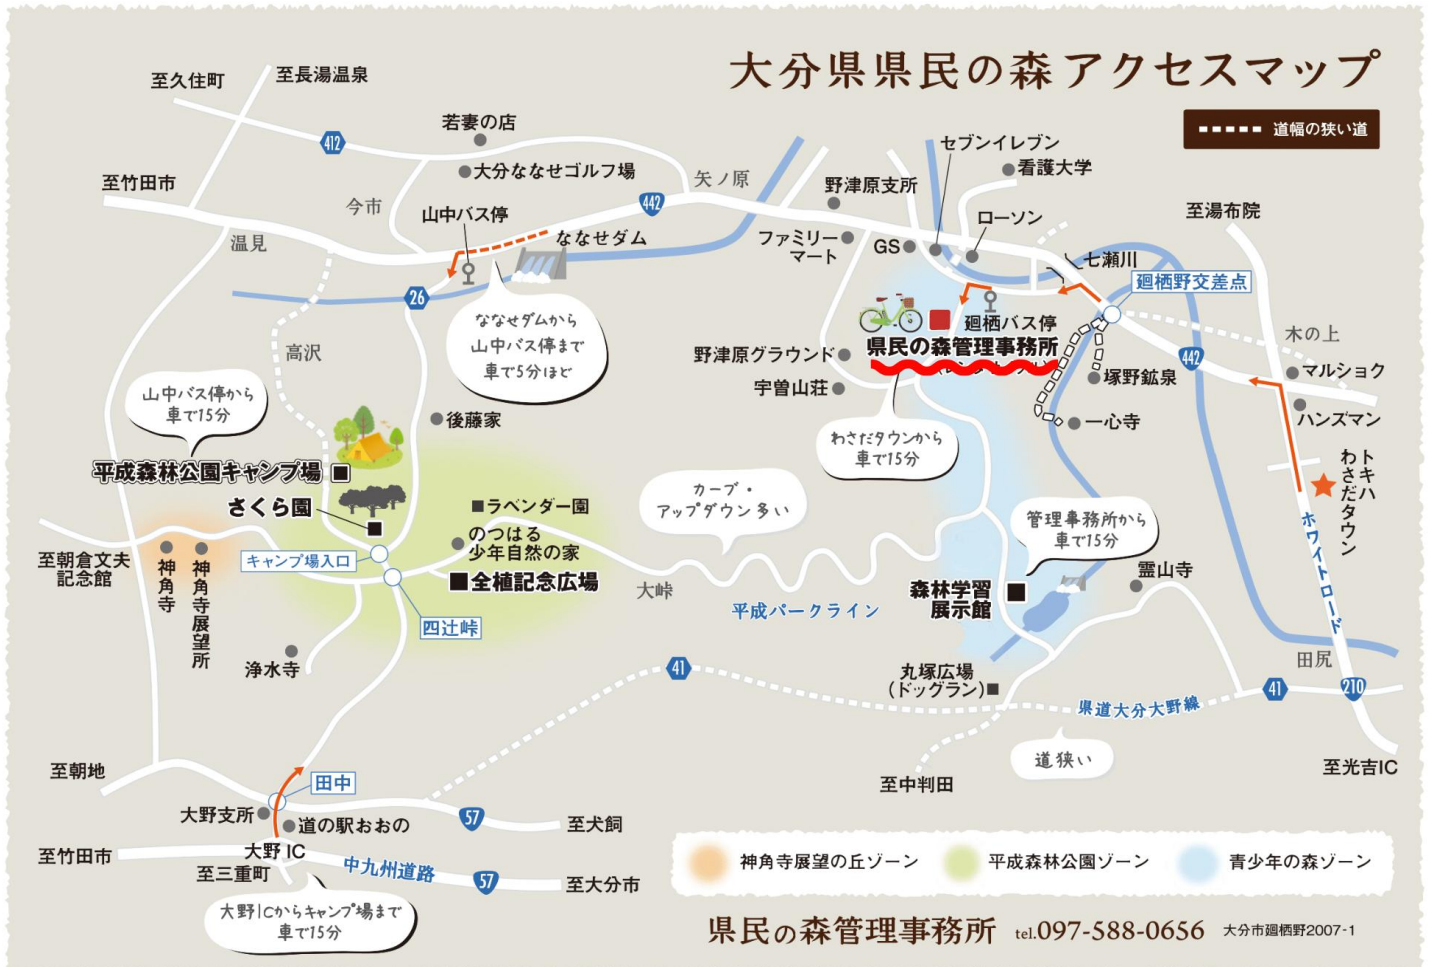 大分県県民の森アクセスマップ
道幅の狭い道
至久住町
至長湯温泉
412
若妻の店
大分ななせゴルフ場
至竹田市
今市
山中バス停
442
矢ノ原
温見
ななせダム
26
ななせダムから
山中バス停まで
車で5分ほど
高沢
山中バス停から
車で15分
後藤家
平成森林公園キャンプ場
さくら園
ラベンダー園
のつはる
少年自然の家
全植記念広場
キャンプ場入口
四辻峠
至朝倉文夫
記念館
神角寺
神角寺展望所
浄水寺
大峠
カーブ・
アップダウン多い
平成パークライン
セブンイレブン
看護大学
野津原支所
ローソン
ファミリー
マート
GS
七瀬川
至湯布院
廻栖野交差点
廻栖バス停
県民の森管理事務所
野津原グラウンド
宇曽山荘
塚野鉱泉
一心寺
442
木の上
マルショク
ハンズマン
トキハ
わさだタウン
ホワイトロード
わさだタウンから
車で15分
管理事務所から
車で15分
森林学習
展示館
霊山寺
丸塚広場
(ドッグラン)
田尻
41
県道大分大野線
41
210
道狭い
至中判田
至光吉IC
至朝地
田中
大野支所
道の駅おおの
57
至犬飼
至竹田市
大野IC
至三重町
中九州道路
57
至大分市
大野ICからキャンプ場まで
車で15分
神角寺展望の丘ゾーン
平成森林公園ゾーン
青少年の森ゾーン
県民の森管理事務所 tel.097-588-0656 大分市廻栖野2007-1